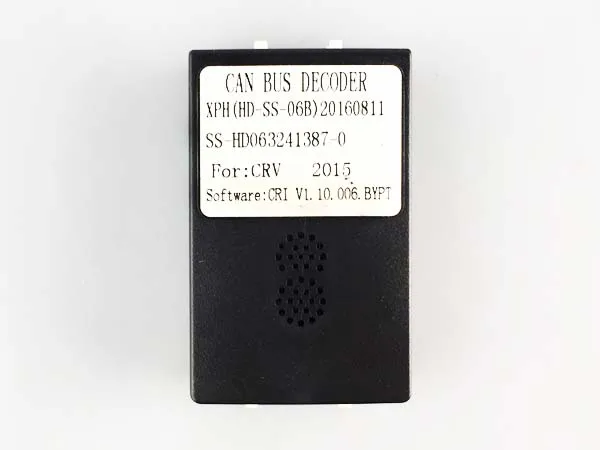 CAN BUS DECODER
XPH(HD-SS-06B)20160811
SS-HD063241387-0
For:CRV 2015
Software:CRI V1.10.006.BYPT